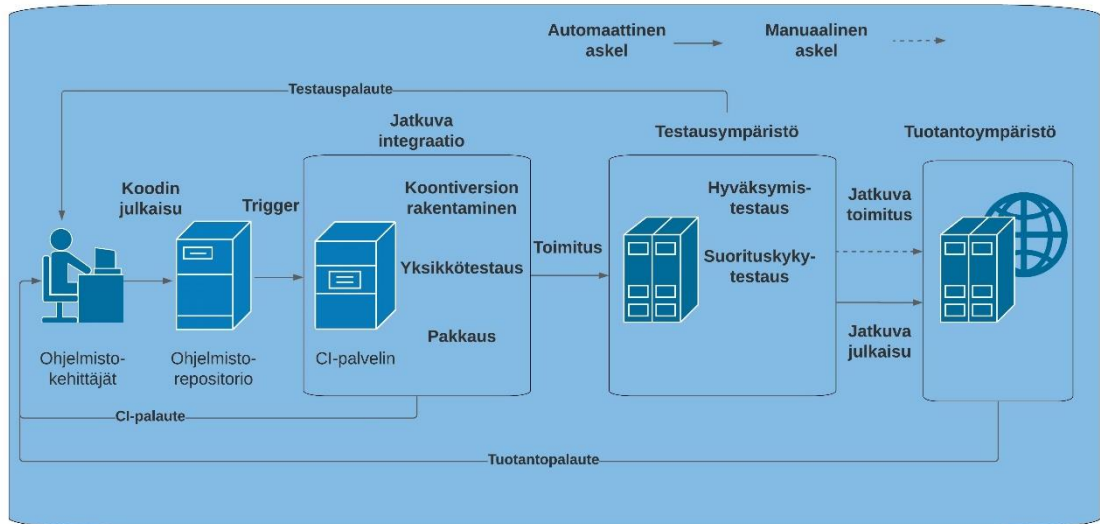 Automaattinen
askel
Manuaalinen
askel
Testauspalaute
Jatkuva
integraatio
Testausympäristö
Tuotantoympäristö
Koodin
julkaisu
Trigger
Koontiversion
rakentaminen
Yksikkötestaus
Pakkaus
Toimitus
Hyväksymis-
testaus
Suorituskyky-
testaus
Jatkuva
toimitus
Jatkuva
julkaisu
Ohjelmisto-
kehittäjät
Ohjelmisto-
repositorio
CI-palvelin
CI-palaute
Tuotantopalaute